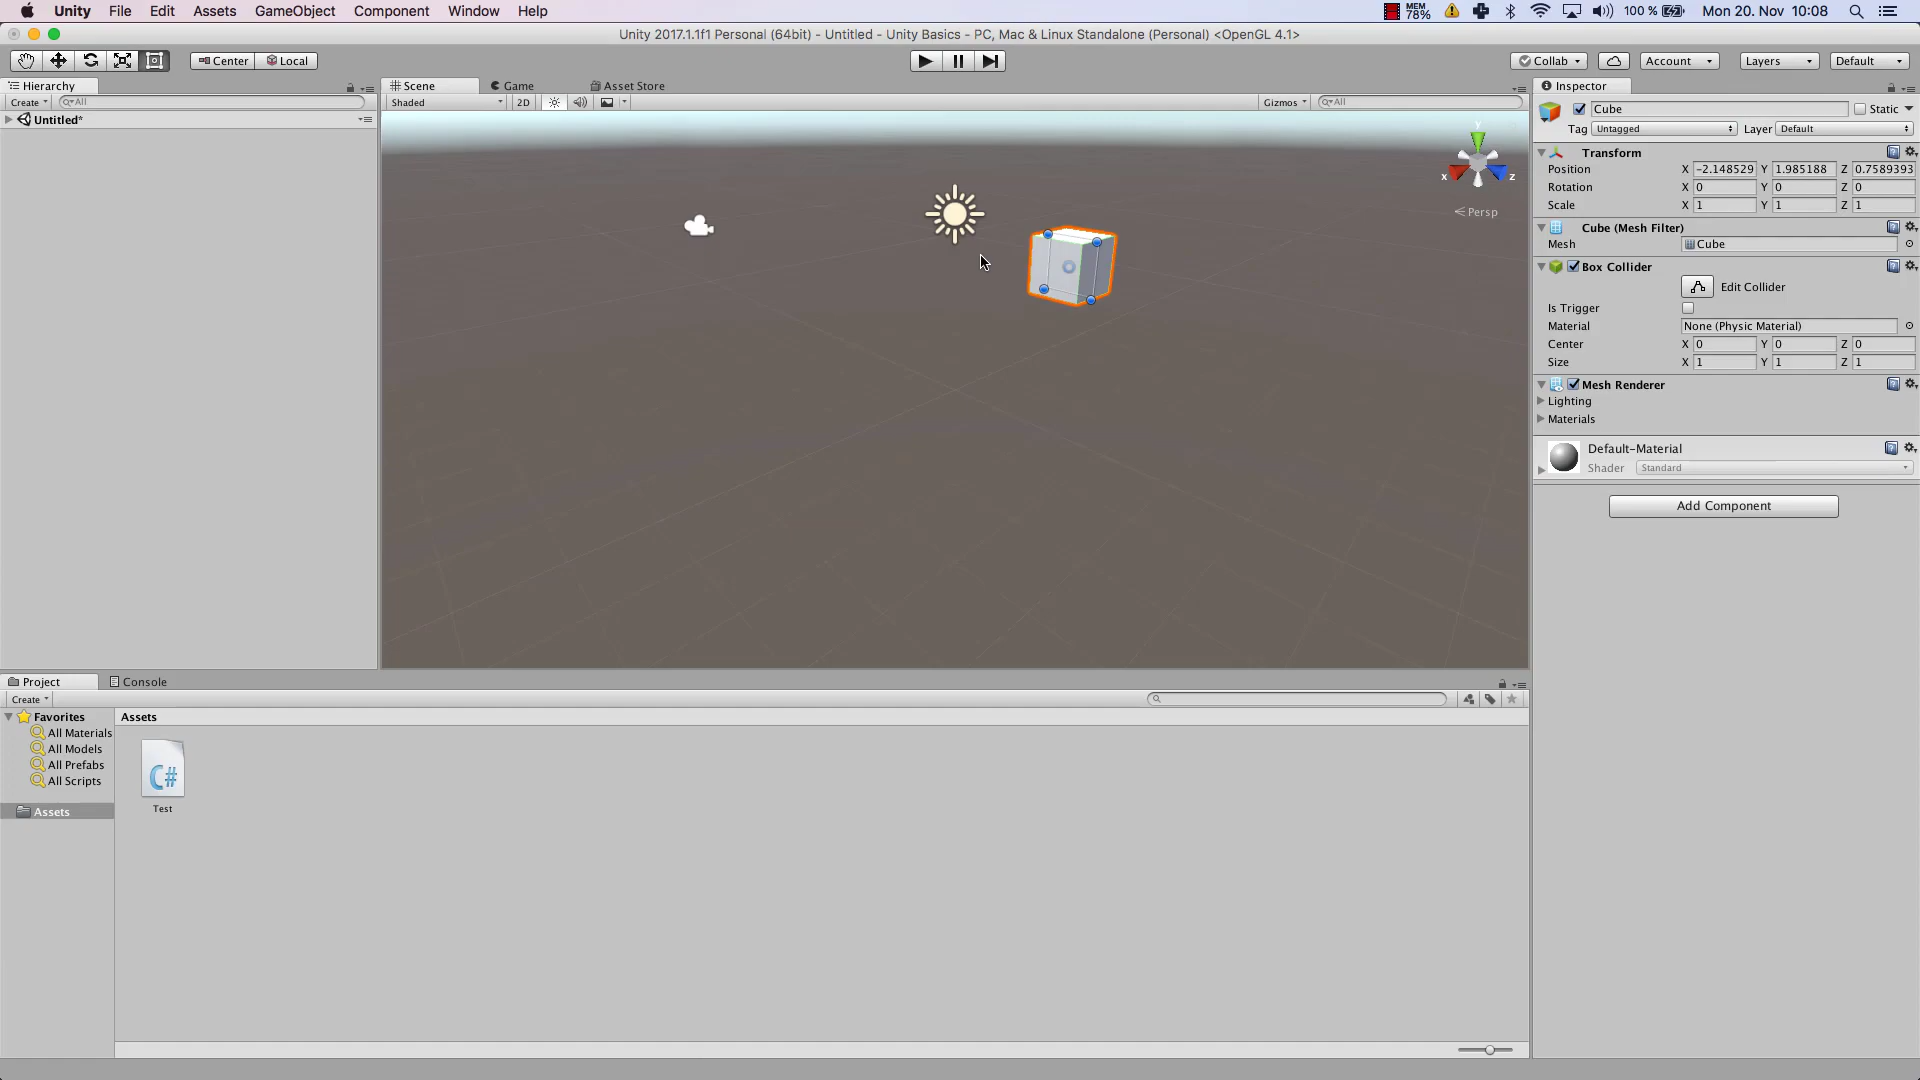 Unity File Edit Assets GameObject Component Window Help MEM 78% 100 % Mon 20. Nov 10:08
Unity 2017.1.1f1 Personal (64bit) - Untitled - Unity Basics - PC, Mac & Linux Standalone (Personal) <OpenGL 4.1>
Center Local Collab Account Layers Default
Hierarchy Scene Game Asset Store Inspector
Create All Shaded 2D Gizmos All
Untitled*
Cube Static
Tag Untagged Layer Default
Transform
Position X -2.148529 Y 1.985188 Z 0.7589393
Rotation X 0 Y 0 Z 0
Scale X 1 Y 1 Z 1
y
x z
Persp
Cube (Mesh Filter)
Mesh Cube
Box Collider
Edit Collider
Is Trigger
Material None (Physic Material)
Center X 0 Y 0 Z 0
Size X 1 Y 1 Z 1
Mesh Renderer
Lighting
Materials
Default-Material
Shader Standard
Add Component
Project Console
Create
Favorites
All Materials
All Models
All Prefabs
All Scripts
Assets
Assets
C#
Test